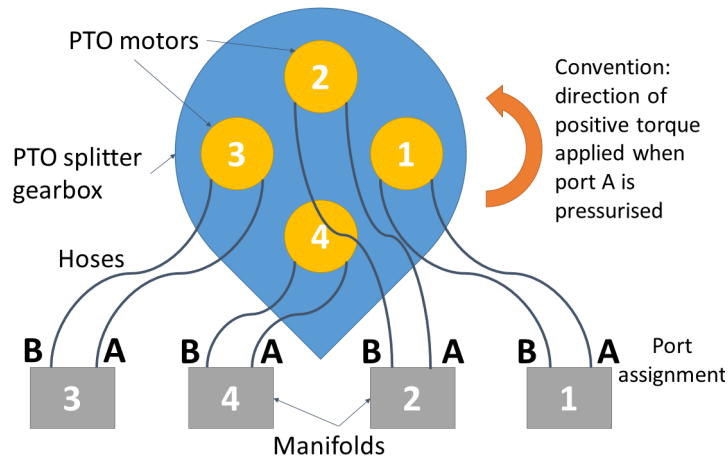 PTO motors
2
Convention:
direction of
positive torque
applied when
port A is
pressurised
3
1
PTO splitter
gearbox
4
Hoses
B A
B A
B A
B A
Port
assignment
3
4
2
1
Manifolds